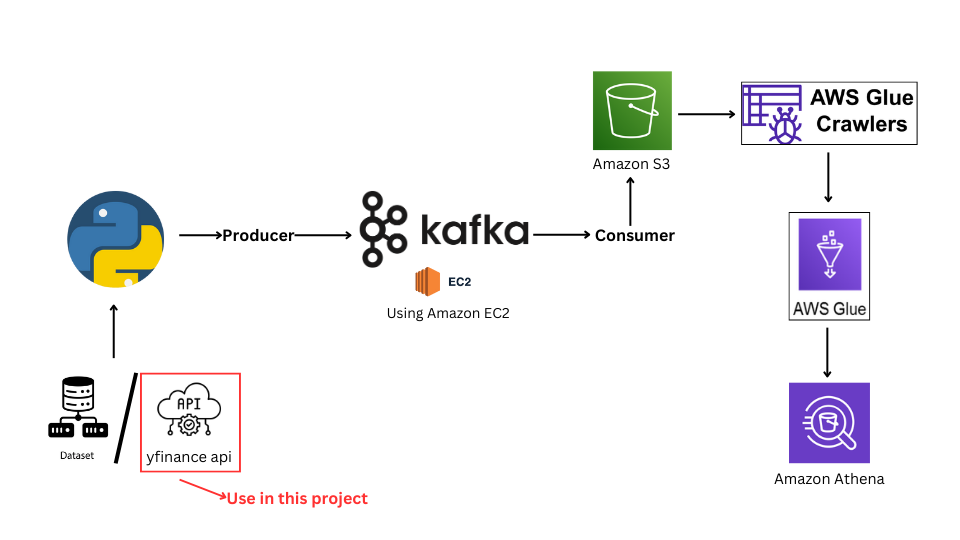 Amazon S3
AWS Glue
Crawlers
Producer
kafka
Consumer
EC2
Using Amazon EC2
AWS Glue
Dataset
API
yfinance api
Use in this project
Amazon Athena